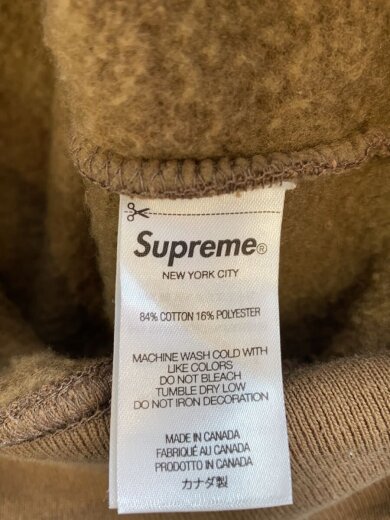 Supreme®
NEW YORK CITY
84% COTTON 16% POLYESTER
MACHINE WASH COLD WITH
LIKE COLORS
DO NOT BLEACH
TUMBLE DRY LOW
DO NOT IRON DECORATION
MADE IN CANADA
FABRIQUÉ AU CANADA
PRODOTTO IN CANADA
カナダ製